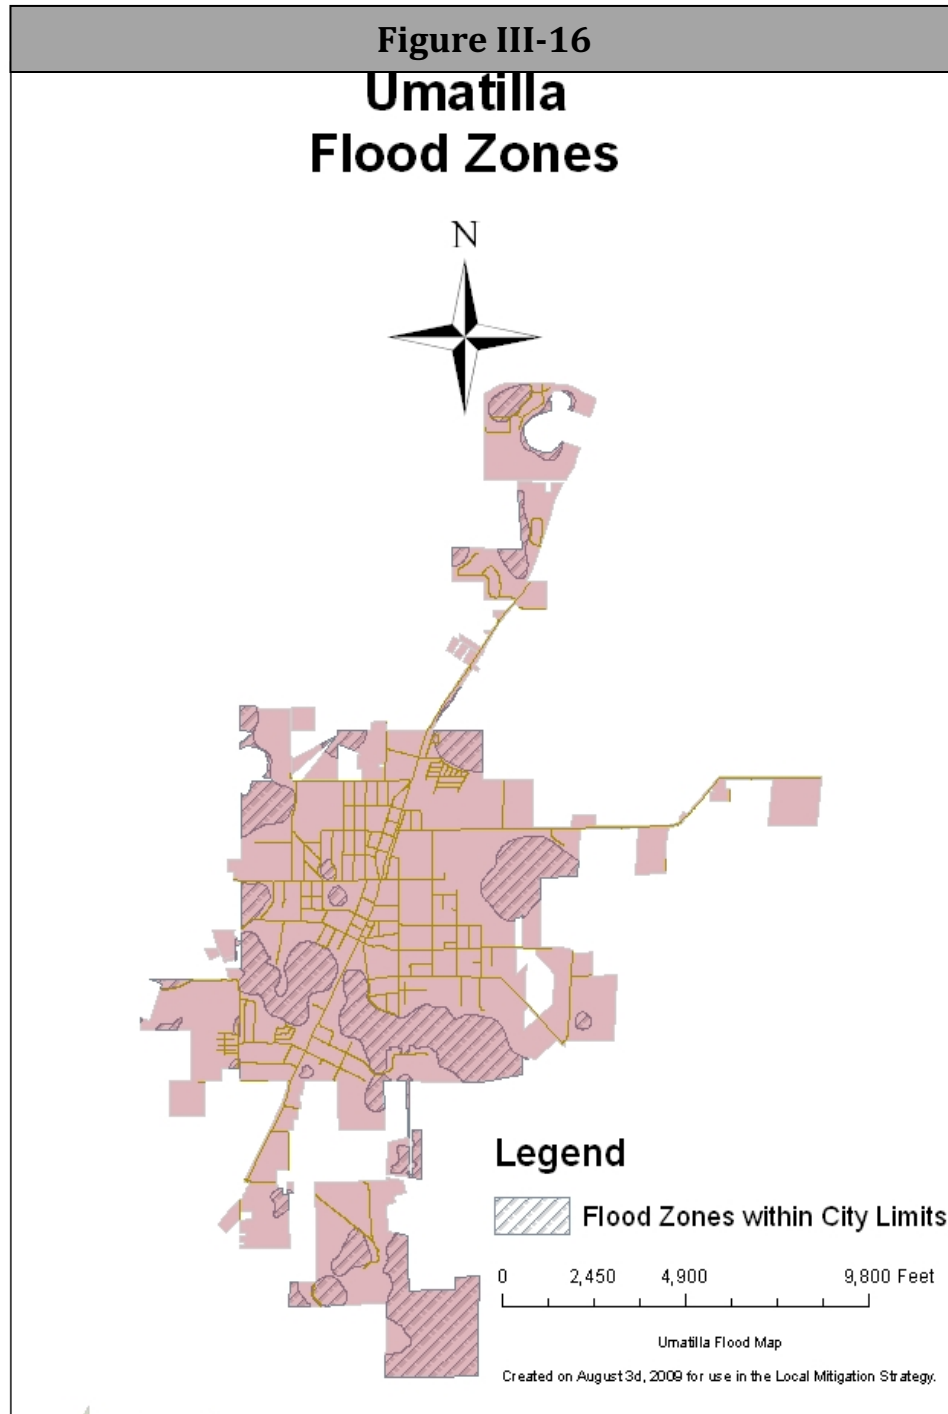 Figure III-16
Umatilla
Flood Zones
N
Legend
Flood Zones within City Limits
0 2,450 4,900 9,800 Feet
Umatilla Flood Map
Created on August 3d, 2009 for use in the Local Mitigation Strategy.